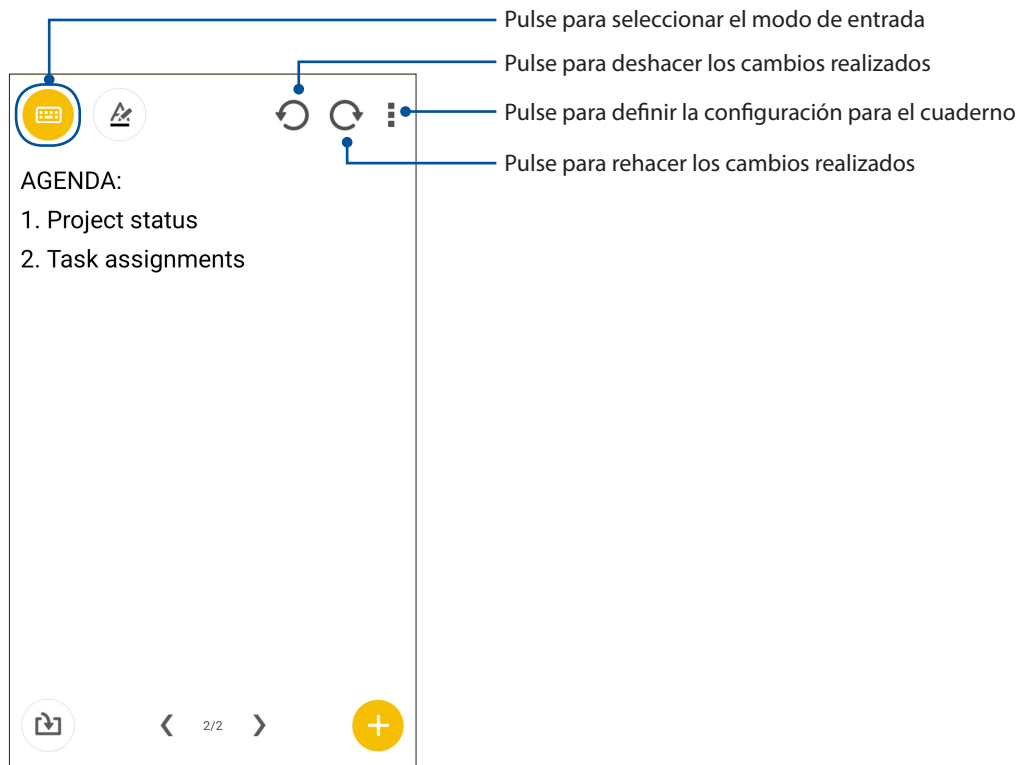 Pulse para seleccionar el modo de entrada
Pulse para deshacer los cambios realizados
Pulse para definir la configuración para el cuaderno
Pulse para rehacer los cambios realizados
AGENDA:
1. Project status
2. Task assignments
2/2